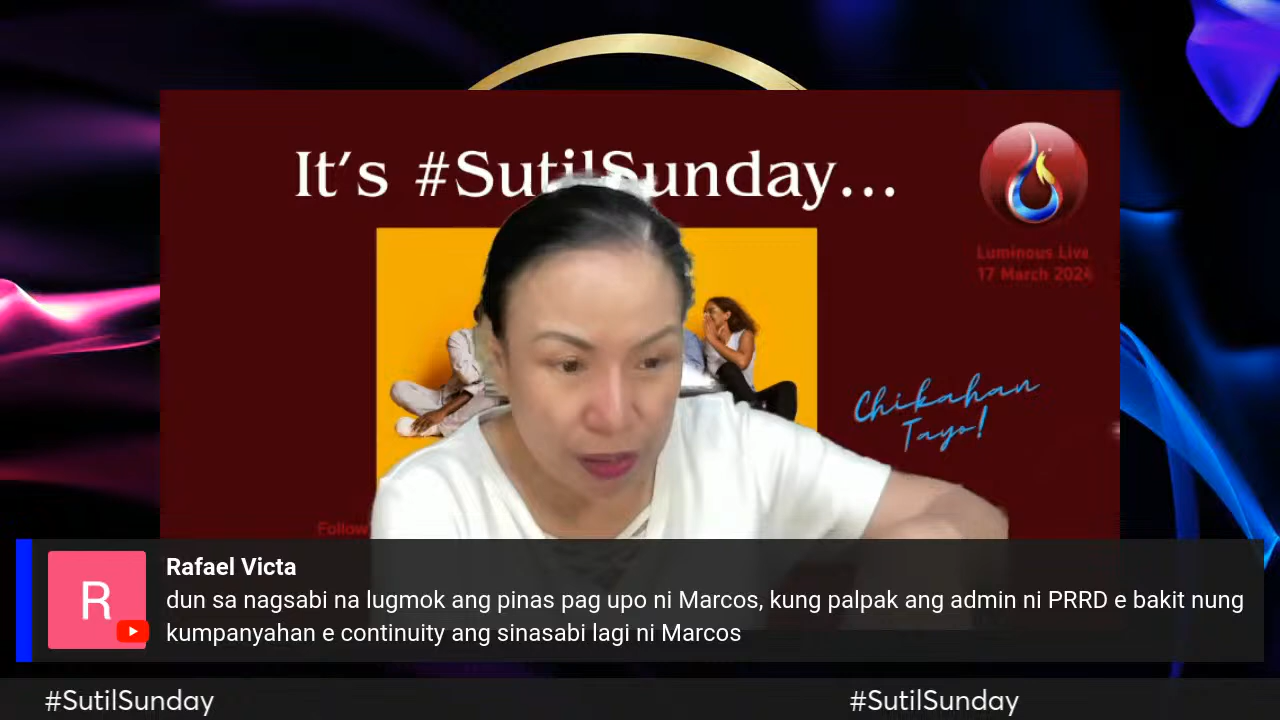 It's #SutilSunday...
Luminous Live
17 March 2024
Chikahan
Tayo!
Follow
R
Rafael Victa
dun sa nagsabi na lugmok ang pinas pag upo ni Marcos, kung palpak ang admin ni PRRD e bakit nung
kumpanyahan e continuity ang sinasabi lagi ni Marcos
#SutilSunday #SutilSunday